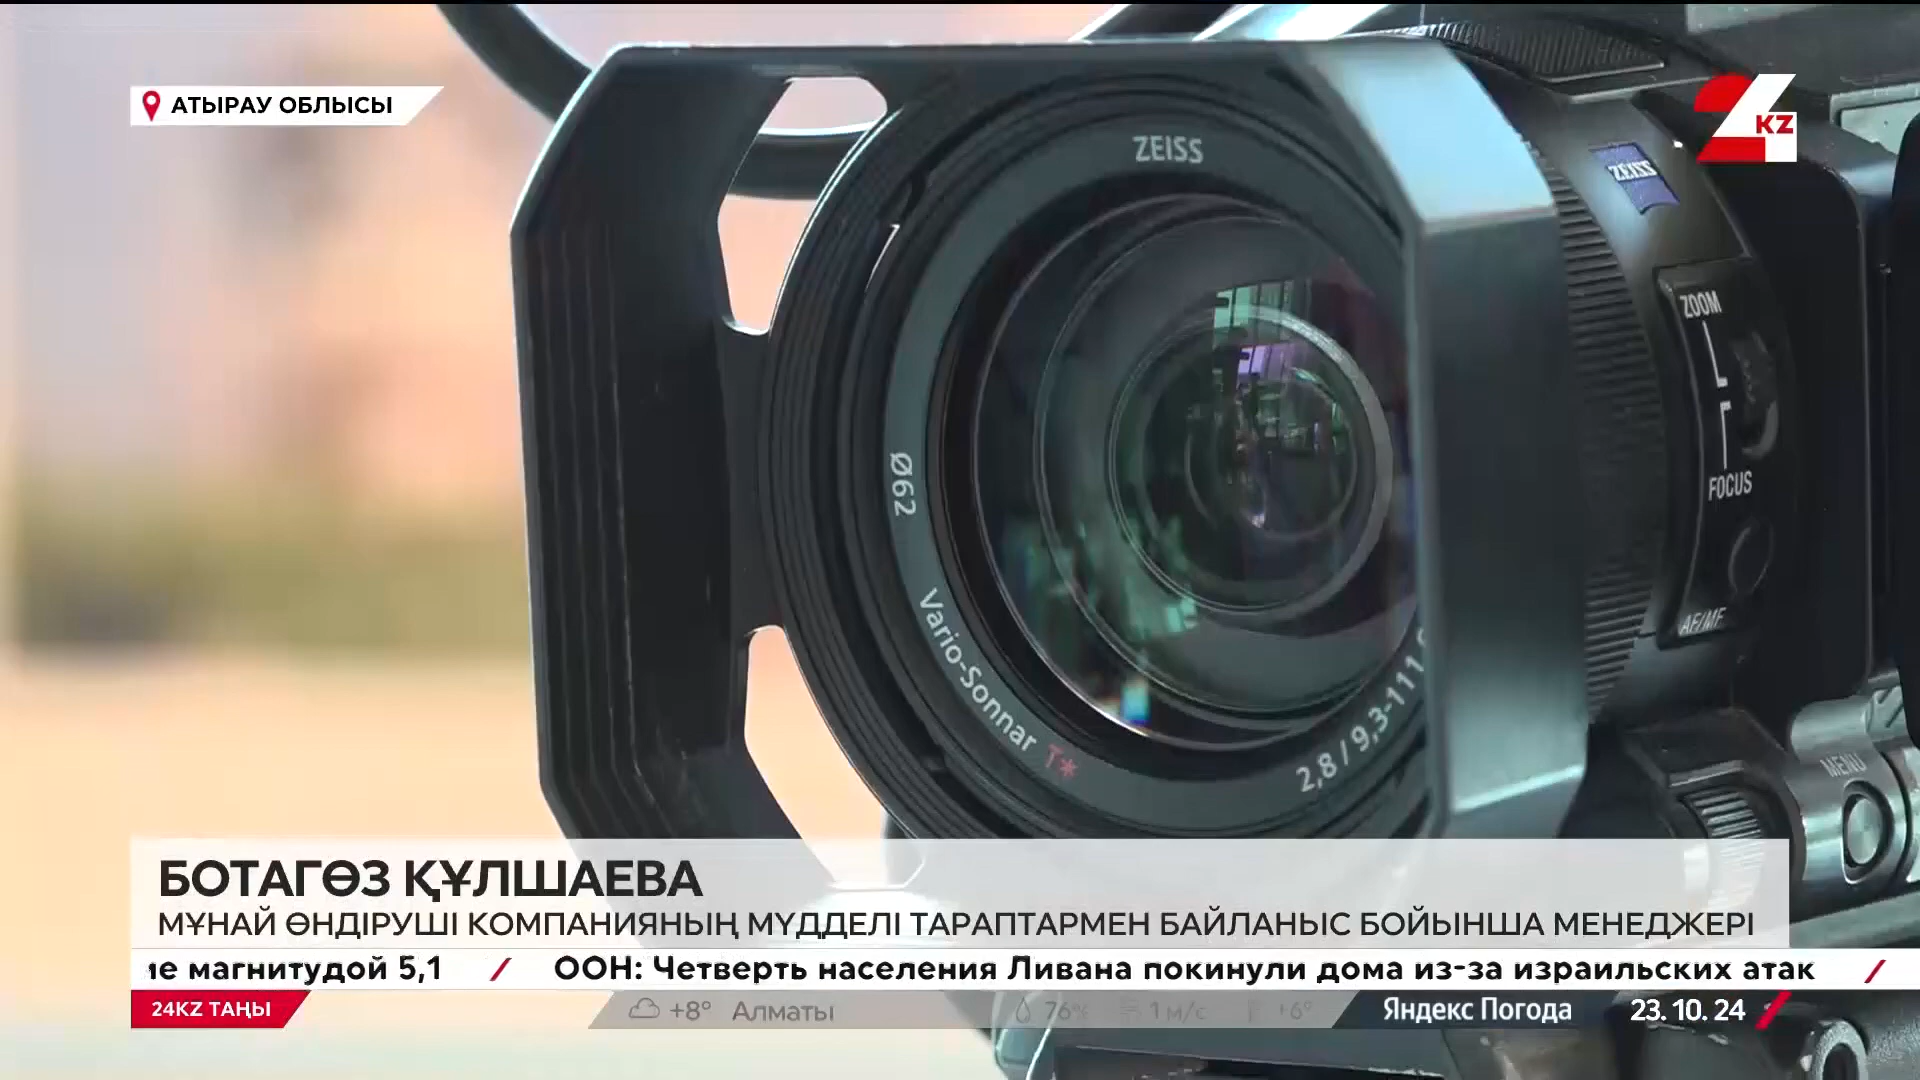 АТЫРАУ ОБЛЫСЫ
24 KZ
ZEISS
ZEISS
ZOOM
FOCUS
AF/MF
Ø62
Vario-Sonnar T*
2,8 / 9,3-111
MENU
БОТАГӨЗ ҚҰЛШАЕВА
МҰНАЙ ӨНДІРУШІ КОМПАНИЯНЫҢ МҮДДЕЛІ ТАРАПТАРМЕН БАЙЛАНЫС БОЙЫНША МЕНЕДЖЕРІ
магнитудой 5,1 / ООН: Четверть населения Ливана покинули дома из-за израильских атак /
24KZ ТАҢЫ +8° Алматы 76% 1 м/с +6° Яндекс Погода 23.10.24